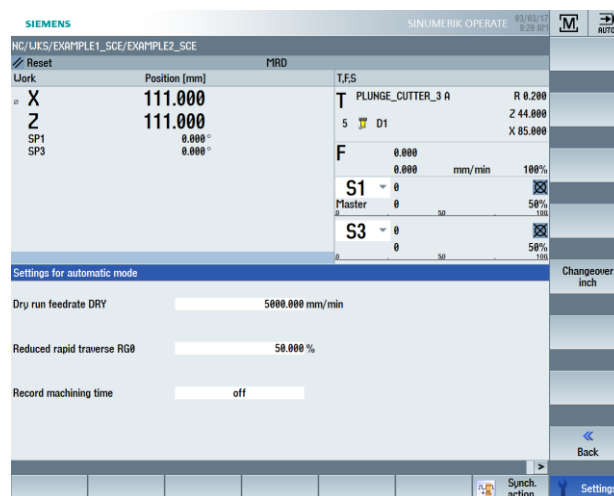 SIEMENS
SINUMERIK OPERATE 03/03/17
9:20 AM
M
AUTO
NC/WKS/EXAMPLE1_SCE/EXAMPLE2_SCE
Reset MRD
Work Position [mm] T,F,S
X 111.000
Z 111.000
SP1 0.000°
SP3 0.000°
T PLUNGE_CUTTER_3 A R 0.200
Z 44.000
5 D1
X 85.000
F 0.000
0.000 mm/min 100%
S1 0
Master 0 50%
0 50 100
S3 0
0 50%
0 50 100
Settings for automatic mode
Changeover
inch
Dry run feedrate DRY 5000.000 mm/min
Reduced rapid traverse RG0 50.000 %
Record machining time off
Back
>
Synch.
action
Settings